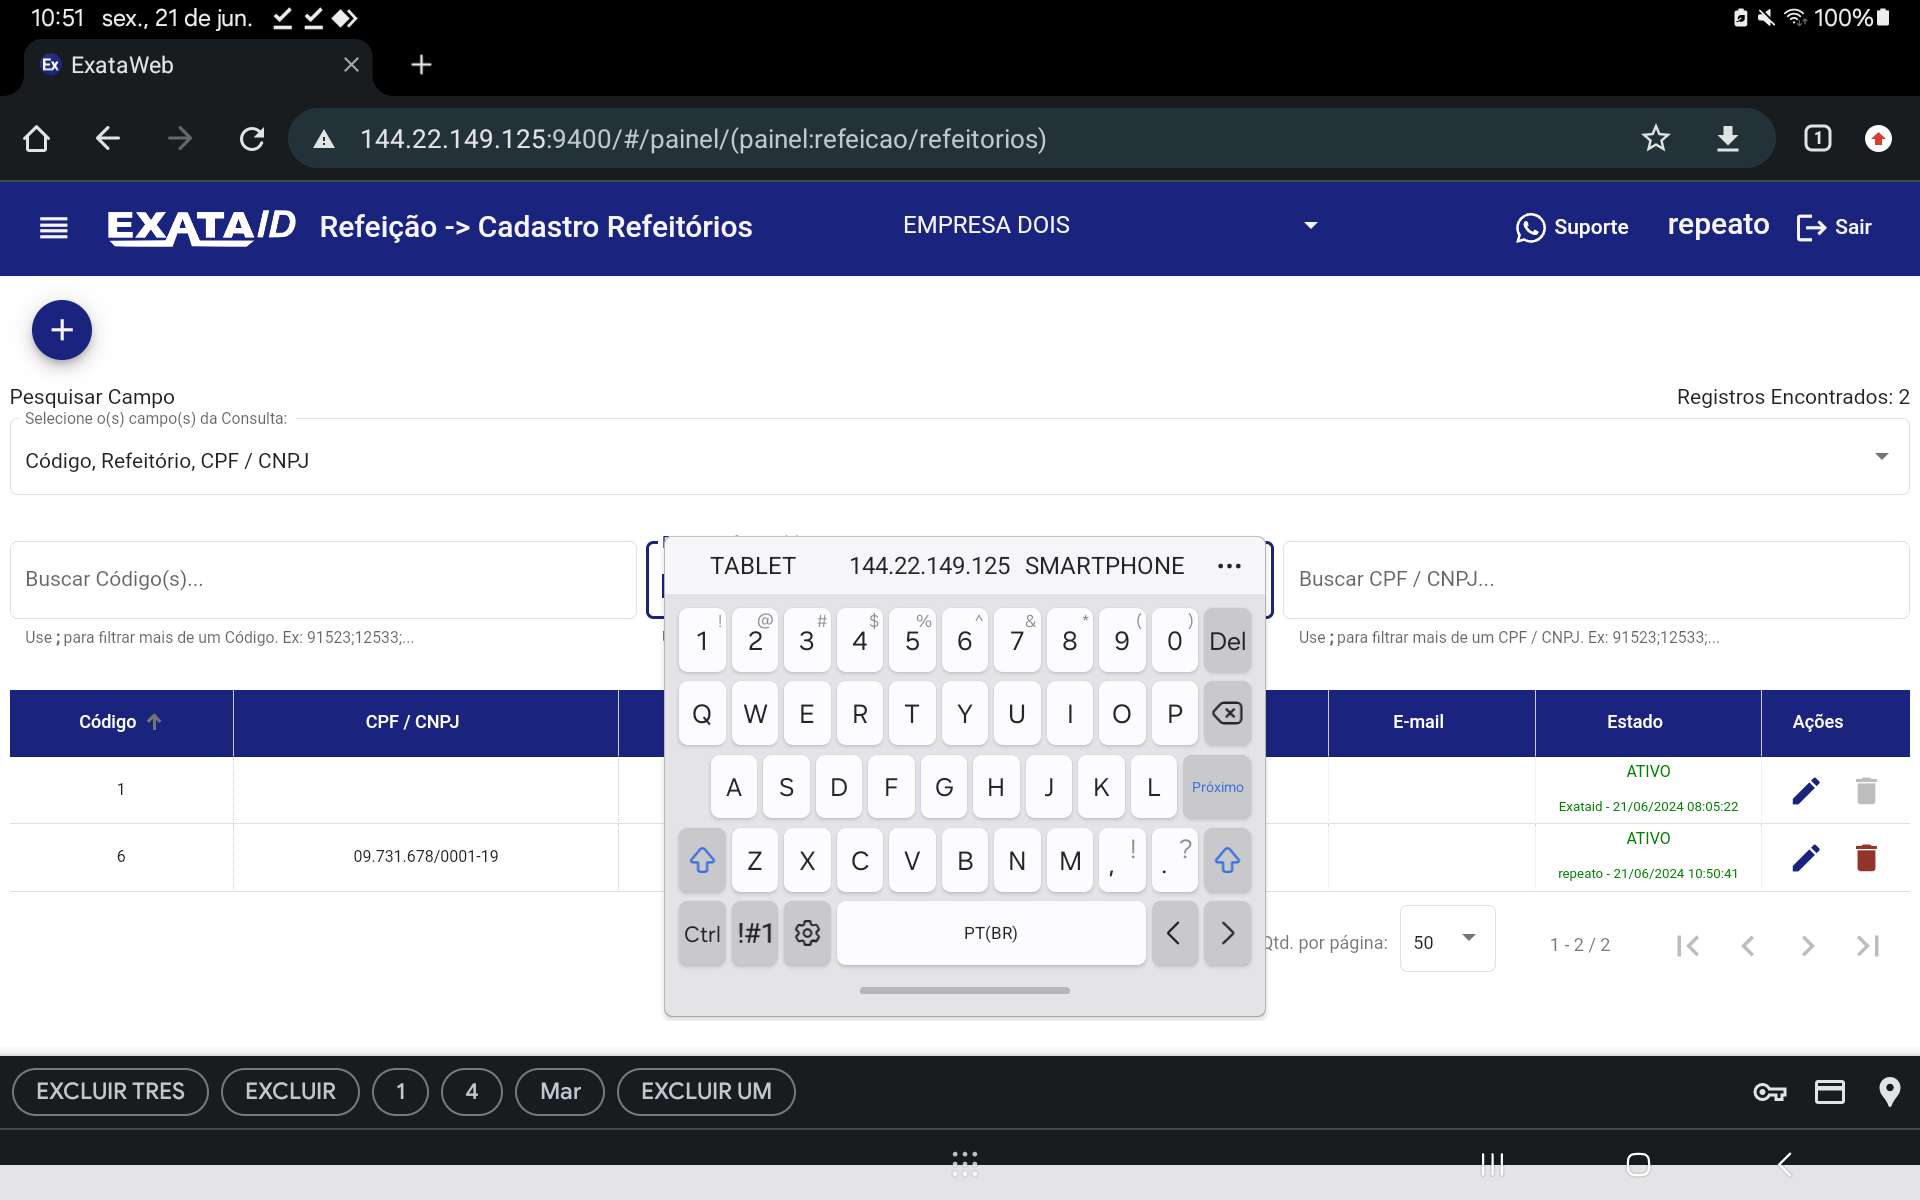 10:51 sex., 21 de jun. 100%
Ex ExataWeb
144.22.149.125:9400/#/painel/(painel:refeicao/refeitorios) 1
EXATAID Refeição -> Cadastro Refeitórios EMPRESA DOIS Suporte repeato Sair
+
Pesquisar Campo Registros Encontrados: 2
Selecione o(s) campo(s) da Consulta:
Código, Refeitório, CPF / CNPJ
Buscar Código(s)... Buscar CPF / CNPJ...
Use ; para filtrar mais de um Código. Ex: 91523;12533;... Use ; para filtrar mais de um CPF / CNPJ. Ex: 91523;12533;...
TABLET 144.22.149.125 SMARTPHONE ...
! @ # $ % ^ & * ( )
1 2 3 4 5 6 7 8 9 0 Del
Q W E R T Y U I O P
A S D F G H J K L Próximo
Z X C V B N M , ! . ?
Ctrl !#1 PT(BR) < >
Código CPF / CNPJ E-mail Estado Ações
1 ATIVO
Exataid - 21/06/2024 08:05:22
6 09.731.678/0001-19 ATIVO
repeato - 21/06/2024 10:50:41
Qtd. por página: 50 1 - 2 / 2
EXCLUIR TRES EXCLUIR 1 4 Mar EXCLUIR UM